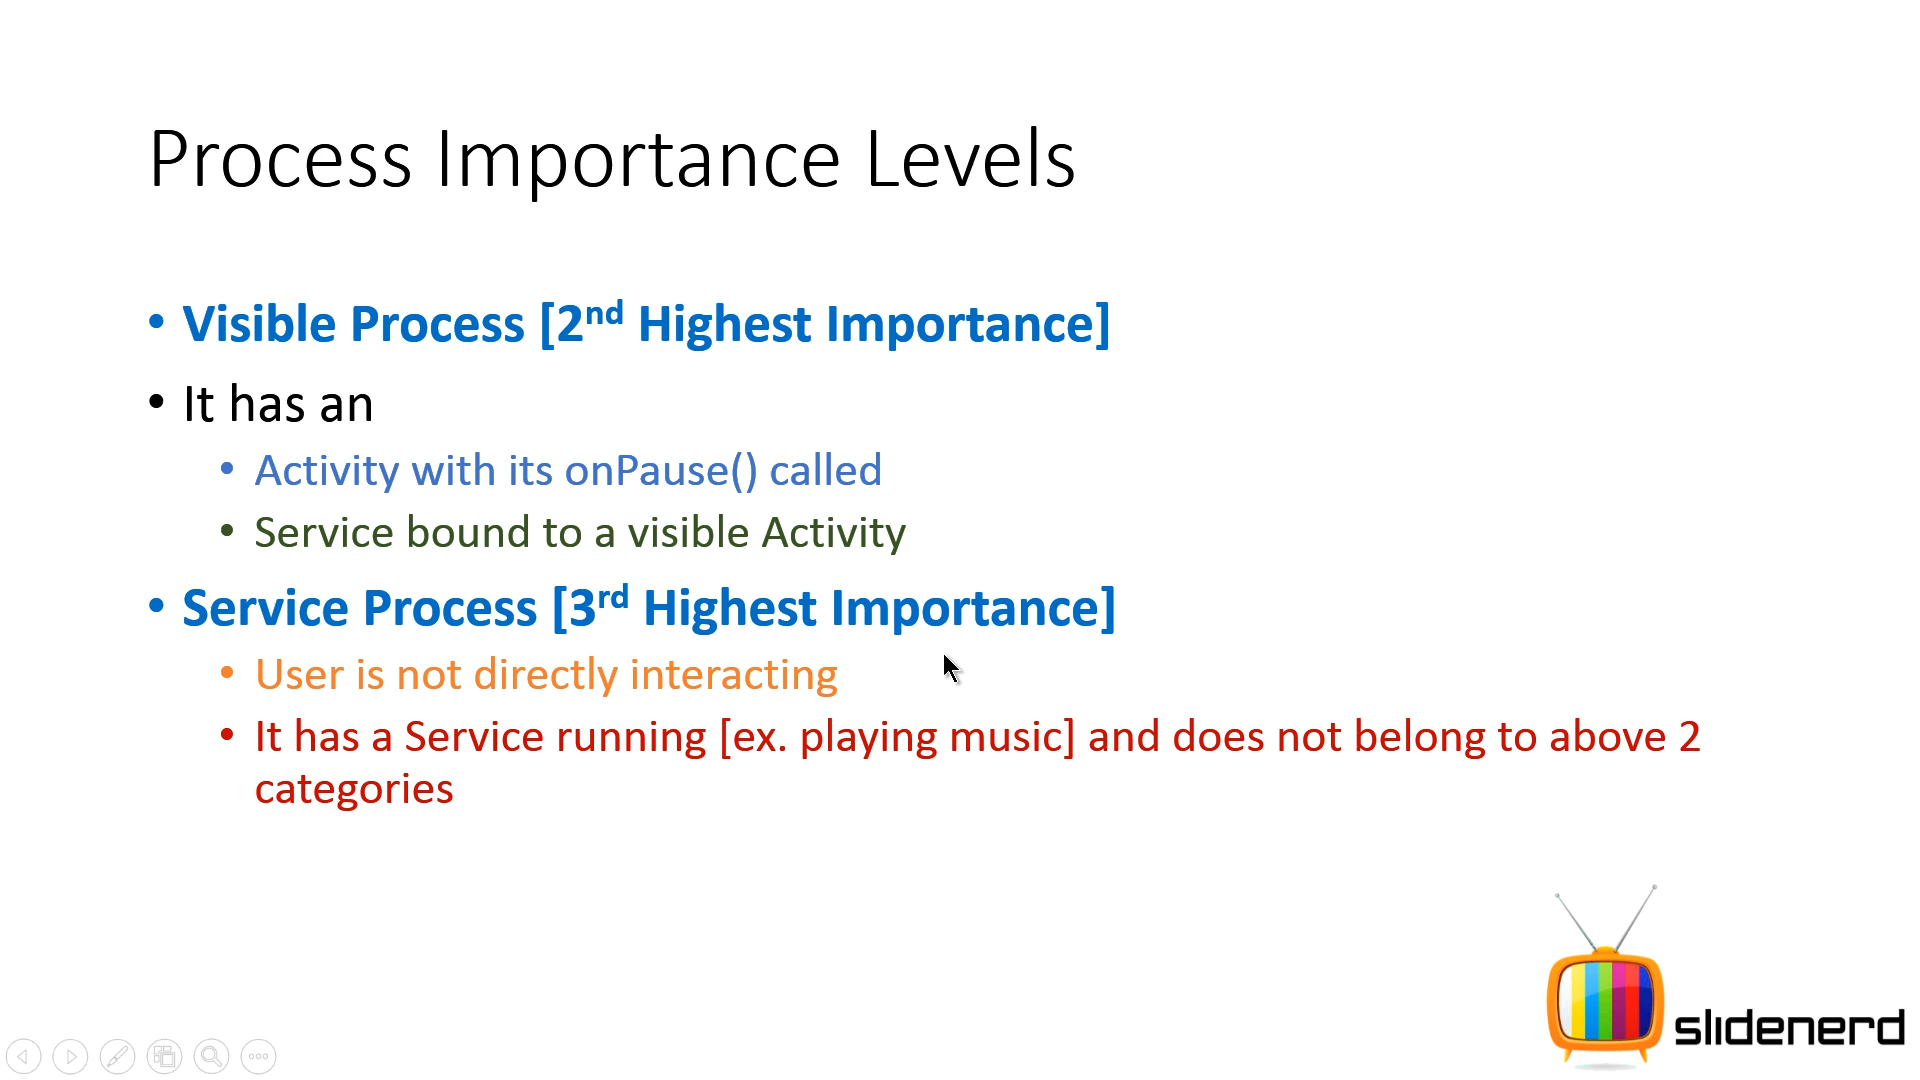 Process Importance Levels
• Visible Process [2nd Highest Importance]
• It has an
• Activity with its onPause() called
• Service bound to a visible Activity
• Service Process [3rd Highest Importance]
• User is not directly interacting
• It has a Service running [ex. playing music] and does not belong to above 2
categories
slidenerd